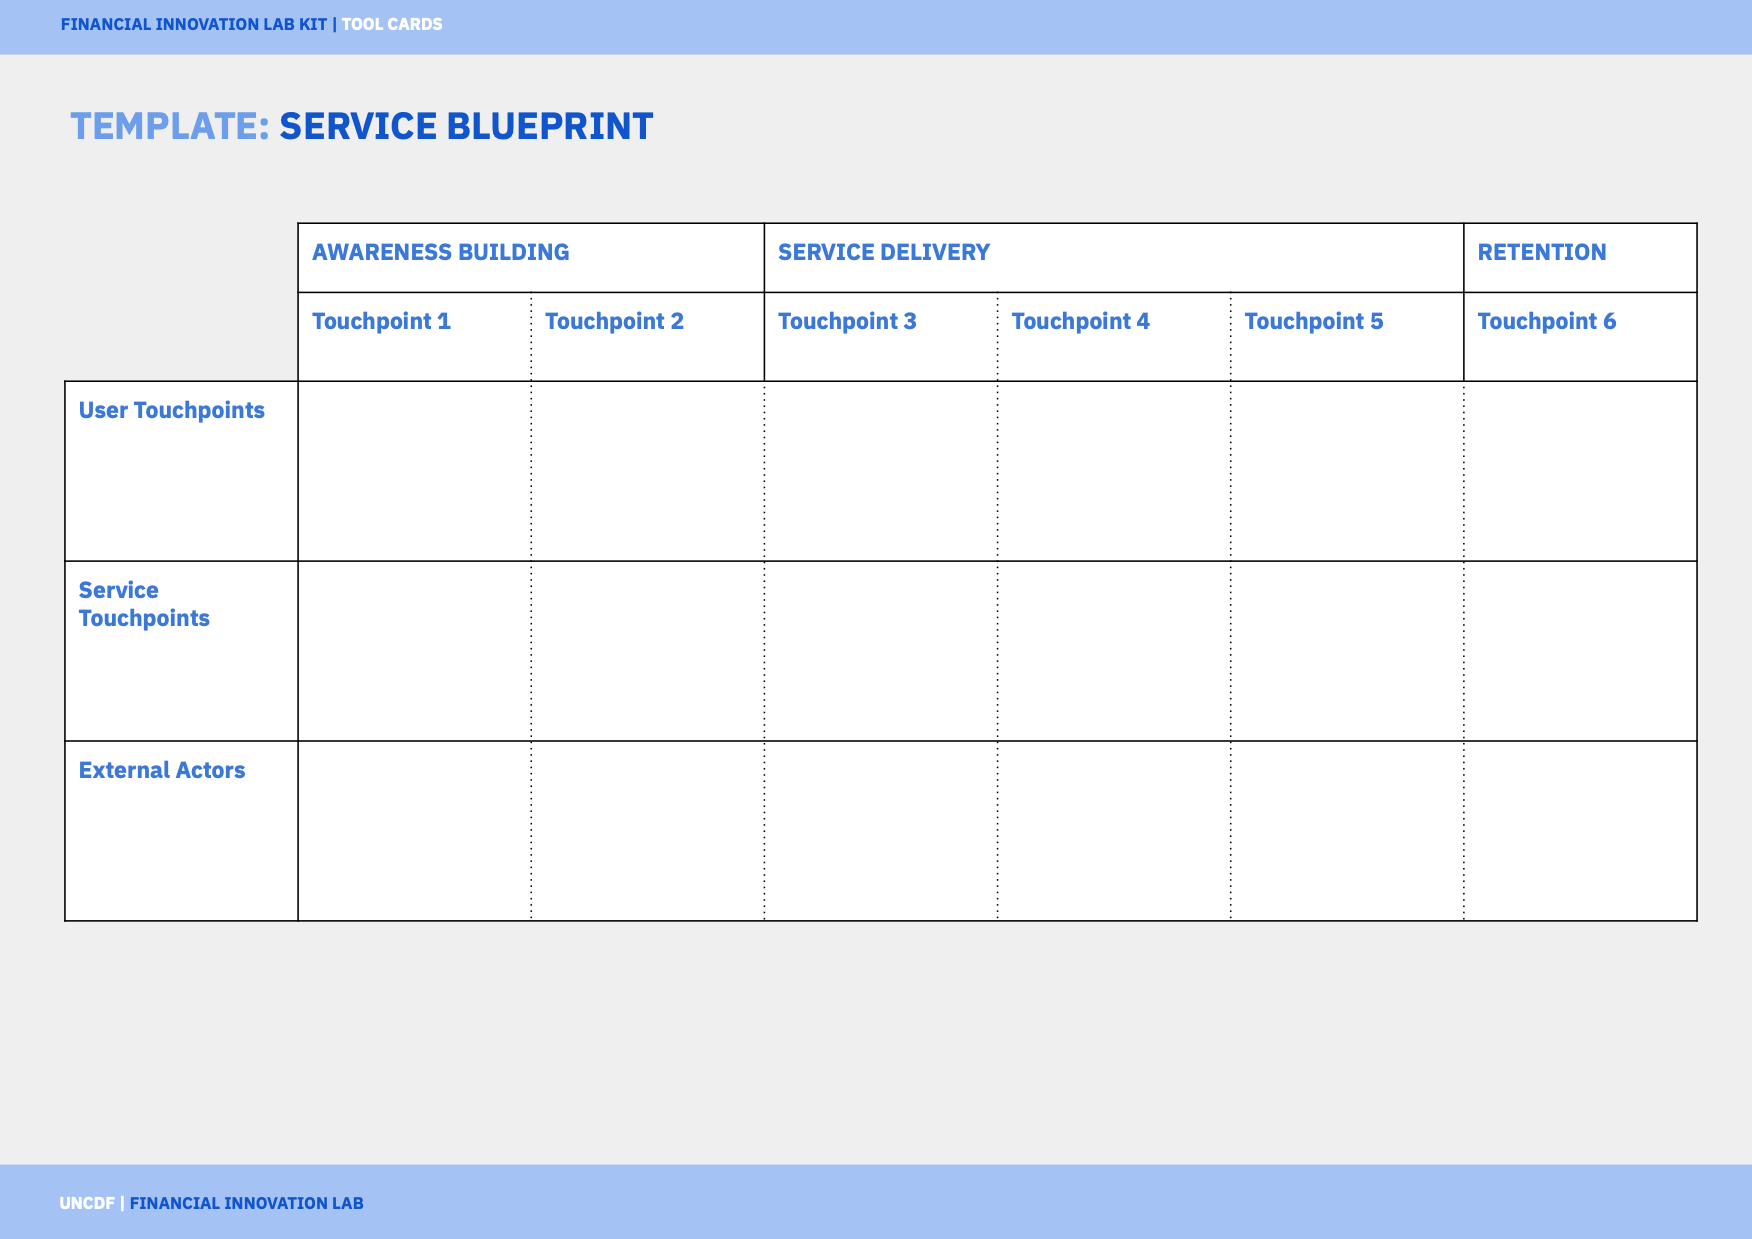 FINANCIAL INNOVATION LAB KIT | TOOL CARDS
TEMPLATE: SERVICE BLUEPRINT
AWARENESS BUILDING
SERVICE DELIVERY
RETENTION
Touchpoint 1
Touchpoint 2
Touchpoint 3
Touchpoint 4
Touchpoint 5
Touchpoint 6
User Touchpoints
Service
Touchpoints
External Actors
UNCDF | FINANCIAL INNOVATION LAB